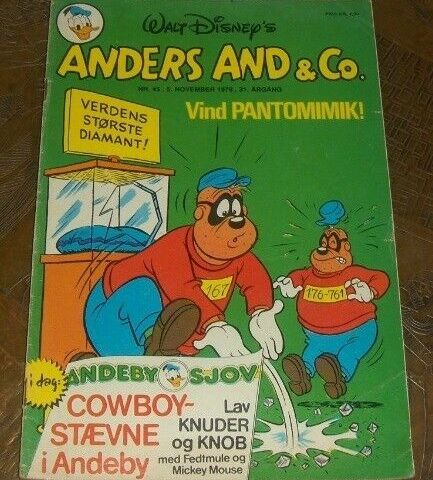 WALT DISNEY'S
ANDERS AND & Co.
NR. 45 . 5. NOVEMBER 1979 . 31. ÅRGANG
Vind PANTOMIMIK!
VERDENS
STØRSTE
DIAMANT!
167
176-761
i dag:
ANDEBY SJOV
COWBOY-
STÆVNE
i Andeby
Lav
KNUDER
og KNOB
med Fedtmule og
Mickey Mouse